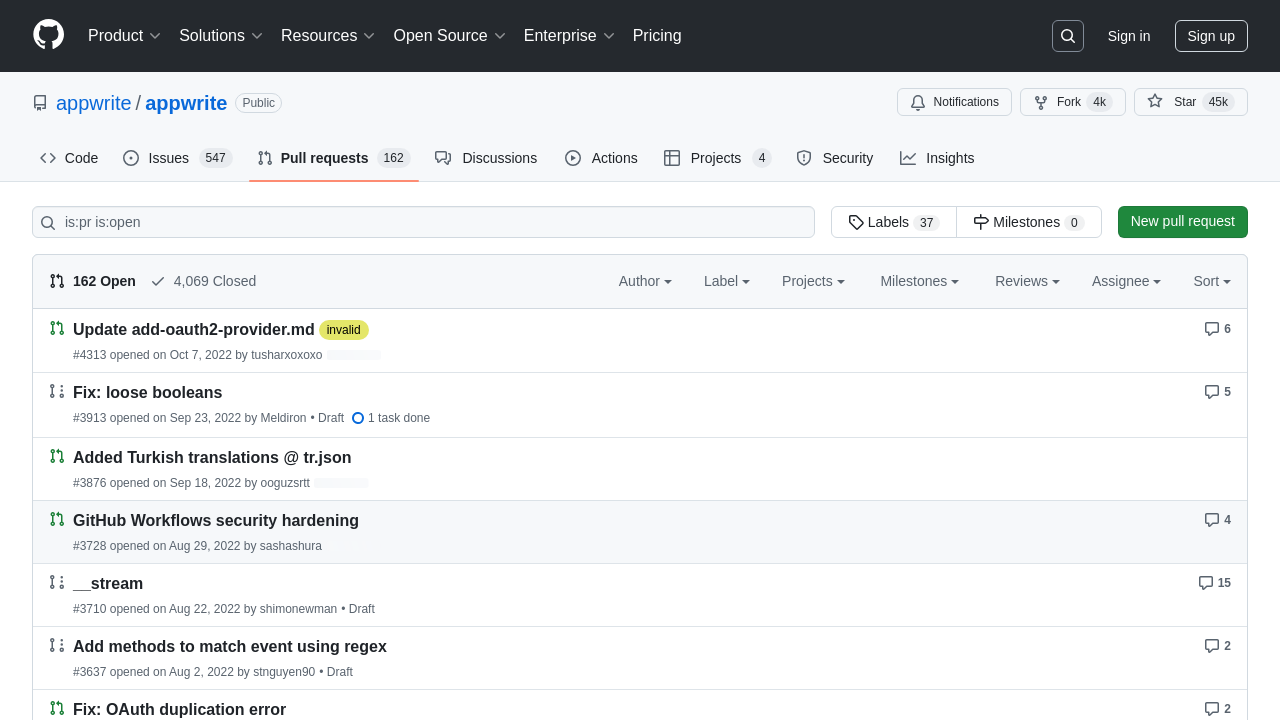 Product Solutions Resources Open Source Enterprise Pricing Sign in Sign up
appwrite / appwrite Public Notifications Fork 4k Star 45k
Code Issues 547 Pull requests 162 Discussions Actions Projects 4 Security Insights
is:pr is:open Labels 37 Milestones 0 New pull request
162 Open 4,069 Closed Author Label Projects Milestones Reviews Assignee Sort
Update add-oauth2-provider.md invalid 6
#4313 opened on Oct 7, 2022 by tusharxoxoxo
Fix: loose booleans 5
#3913 opened on Sep 23, 2022 by Meldiron • Draft 1 task done
Added Turkish translations @ tr.json
#3876 opened on Sep 18, 2022 by ooguzsrtt
GitHub Workflows security hardening 4
#3728 opened on Aug 29, 2022 by sashashura
__stream 15
#3710 opened on Aug 22, 2022 by shimonewman • Draft
Add methods to match event using regex 2
#3637 opened on Aug 2, 2022 by stnguyen90 • Draft
Fix: OAuth duplication error 2